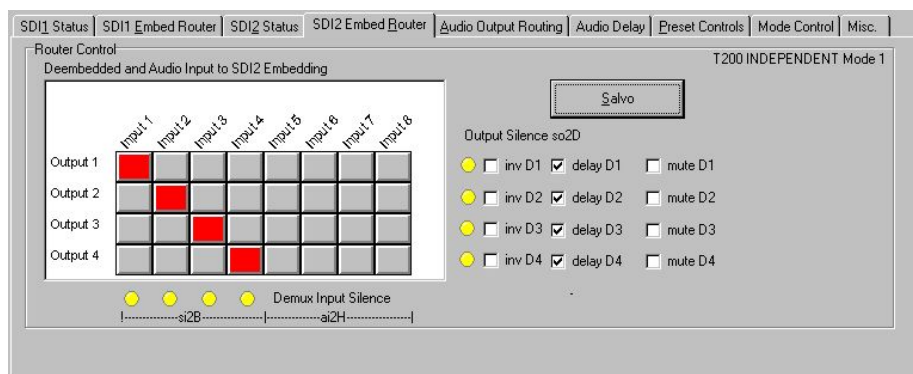 SDI1 Status SDI1 Embed Router SDI2 Status SDI2 Embed Router Audio Output Routing Audio Delay Preset Controls Mode Control Misc.
Router Control
T200 INDEPENDENT Mode 1
Deembedded and Audio Input to SDI2 Embedding
Salvo
Input 1 Input 2 Input 3 Input 4 Input 5 Input 6 Input 7 Input 8
Output Silence so2D
Output 1
inv D1 delay D1 mute D1
Output 2
inv D2 delay D2 mute D2
Output 3
inv D3 delay D3 mute D3
Output 4
inv D4 delay D4 mute D4
Demux Input Silence
!--------------si2B---------------|--------------ai2H---------------|